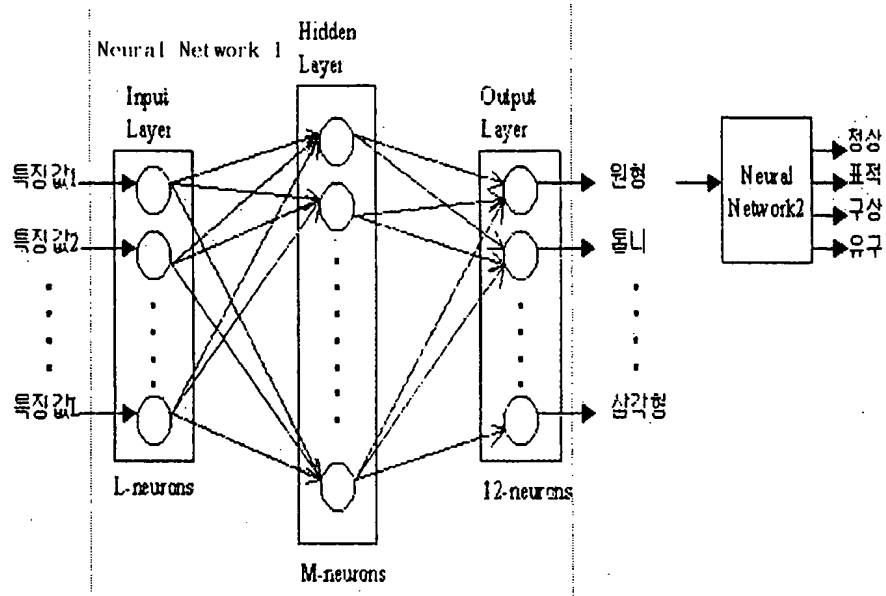 Neural Network 1
Hidden
Layer
Input
Layer
Output
Layer
특징값1
특징값2
특징값L
원형
톱니
삼각형
Neural
Network2
정상
표적
구상
유구
L-neurons
12-neurons
M-neurons